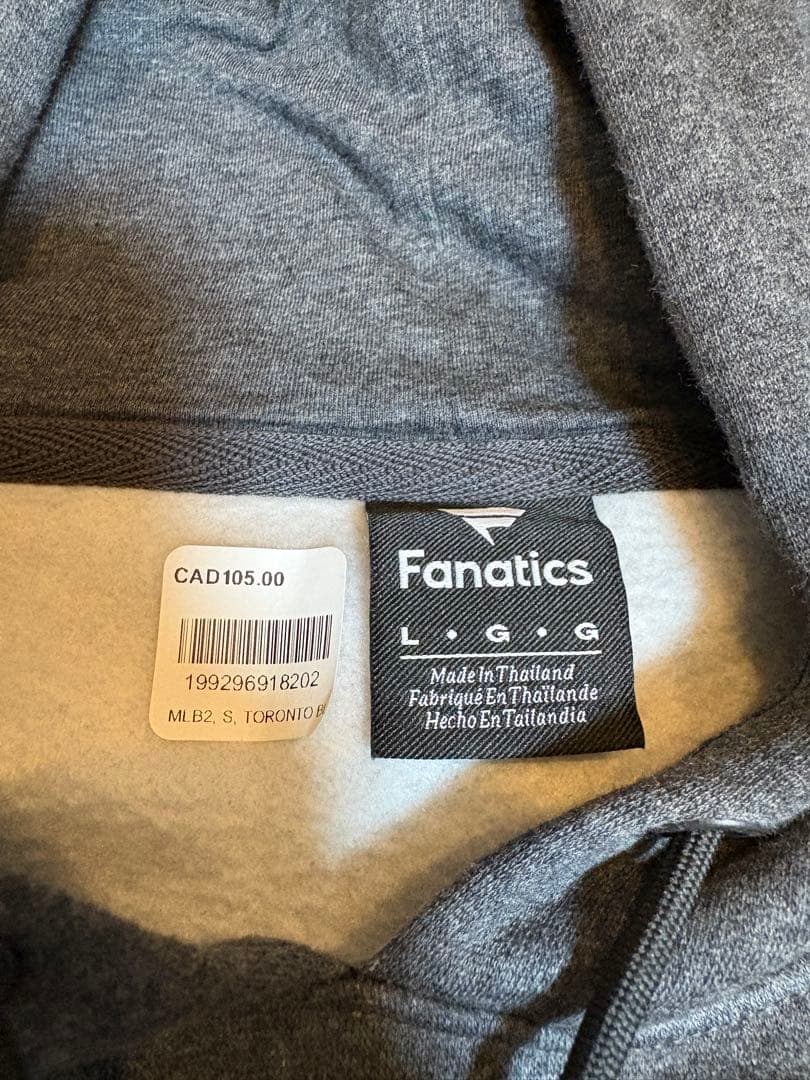 CAD105.00
199296918202
MLB2, S, TORONTO
Fanatics
L • G • G
Made In Thailand
Fabriqué En Thaïlande
Hecho En Tailandia